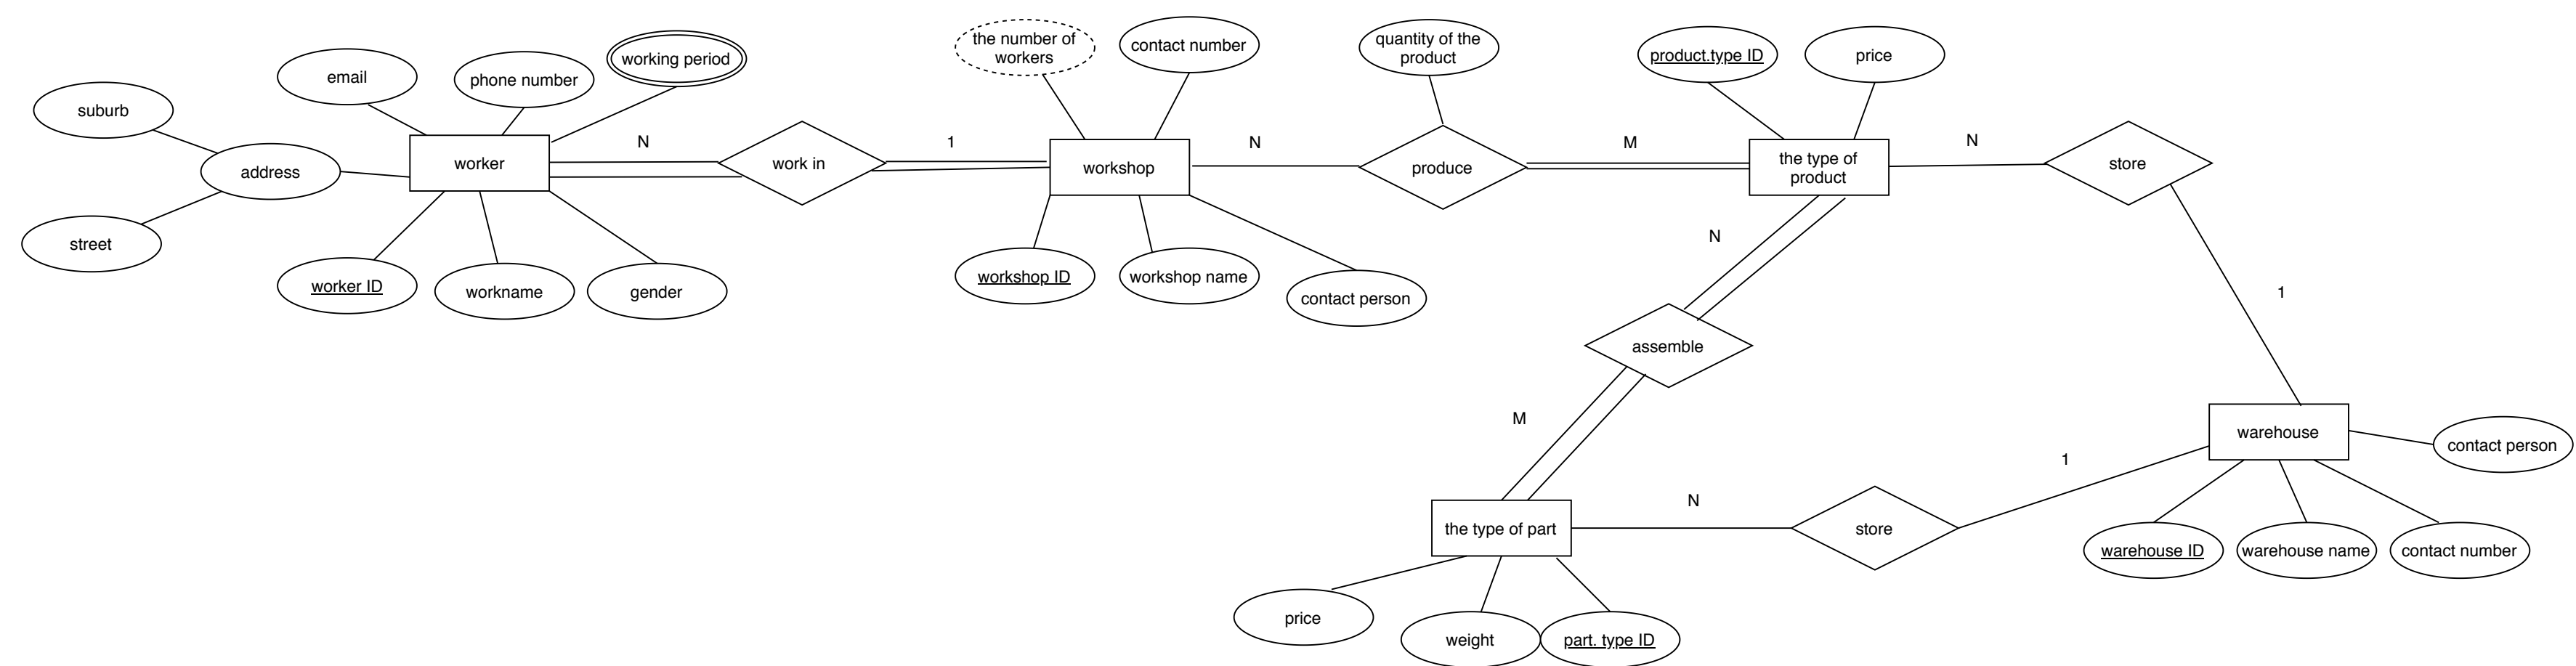 the number of
workers
contact number
quantity of the
product
product.type ID
price
working period
email
phone number
suburb
N
1
N
M
N
worker
work in
workshop
produce
the type of
product
store
address
street
N
worker ID
workname
gender
workshop ID
workshop name
contact person
1
assemble
M
warehouse
contact person
1
N
the type of part
store
warehouse ID
warehouse name
contact number
price
weight
part. type ID